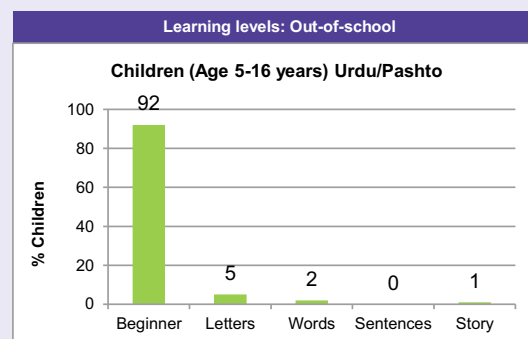 Learning levels: Out-of-school
Children (Age 5-16 years) Urdu/Pashto
% Children
100
80
60
40
20
0
92
5
2
0
1
Beginner Letters Words Sentences Story